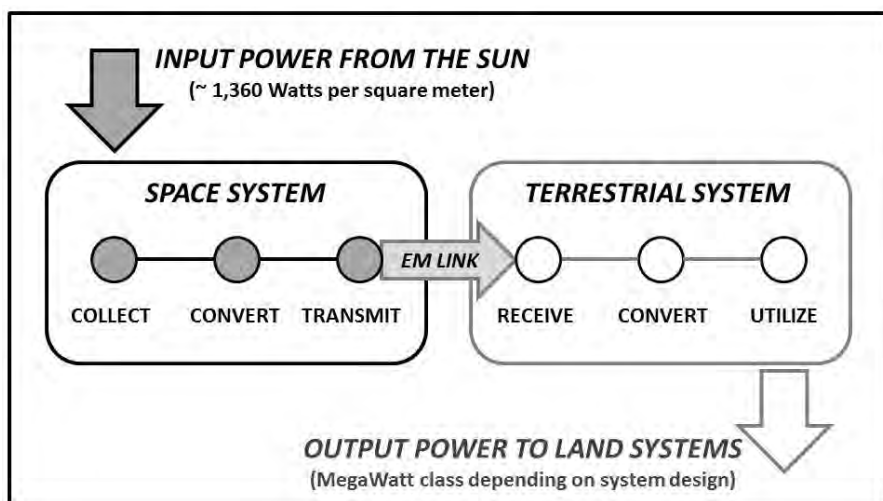 INPUT POWER FROM THE SUN
(~ 1,360 Watts per square meter)
SPACE SYSTEM
TERRESTRIAL SYSTEM
EM LINK
COLLECT CONVERT TRANSMIT RECEIVE CONVERT UTILIZE
OUTPUT POWER TO LAND SYSTEMS
(MegaWatt class depending on system design)